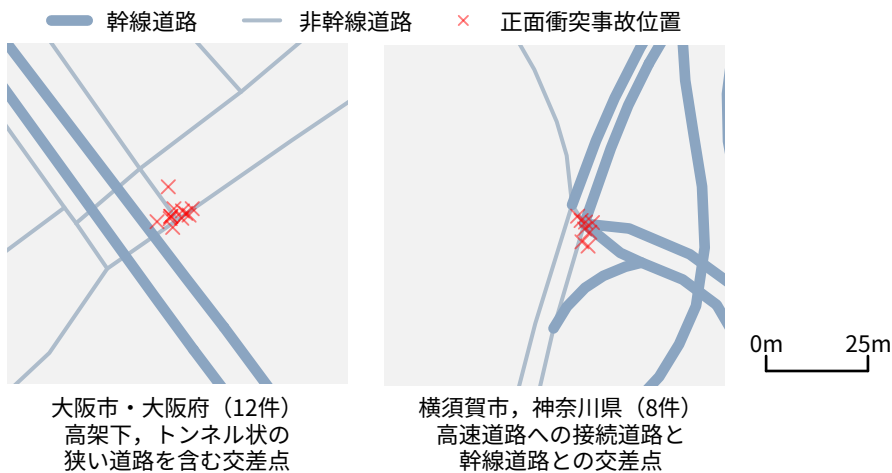 幹線道路 非幹線道路 正面衝突事故位置
0m 25m
大阪市・大阪府（12件）
高架下，トンネル状の
狭い道路を含む交差点
横須賀市，神奈川県（8件）
高速道路への接続道路と
幹線道路との交差点